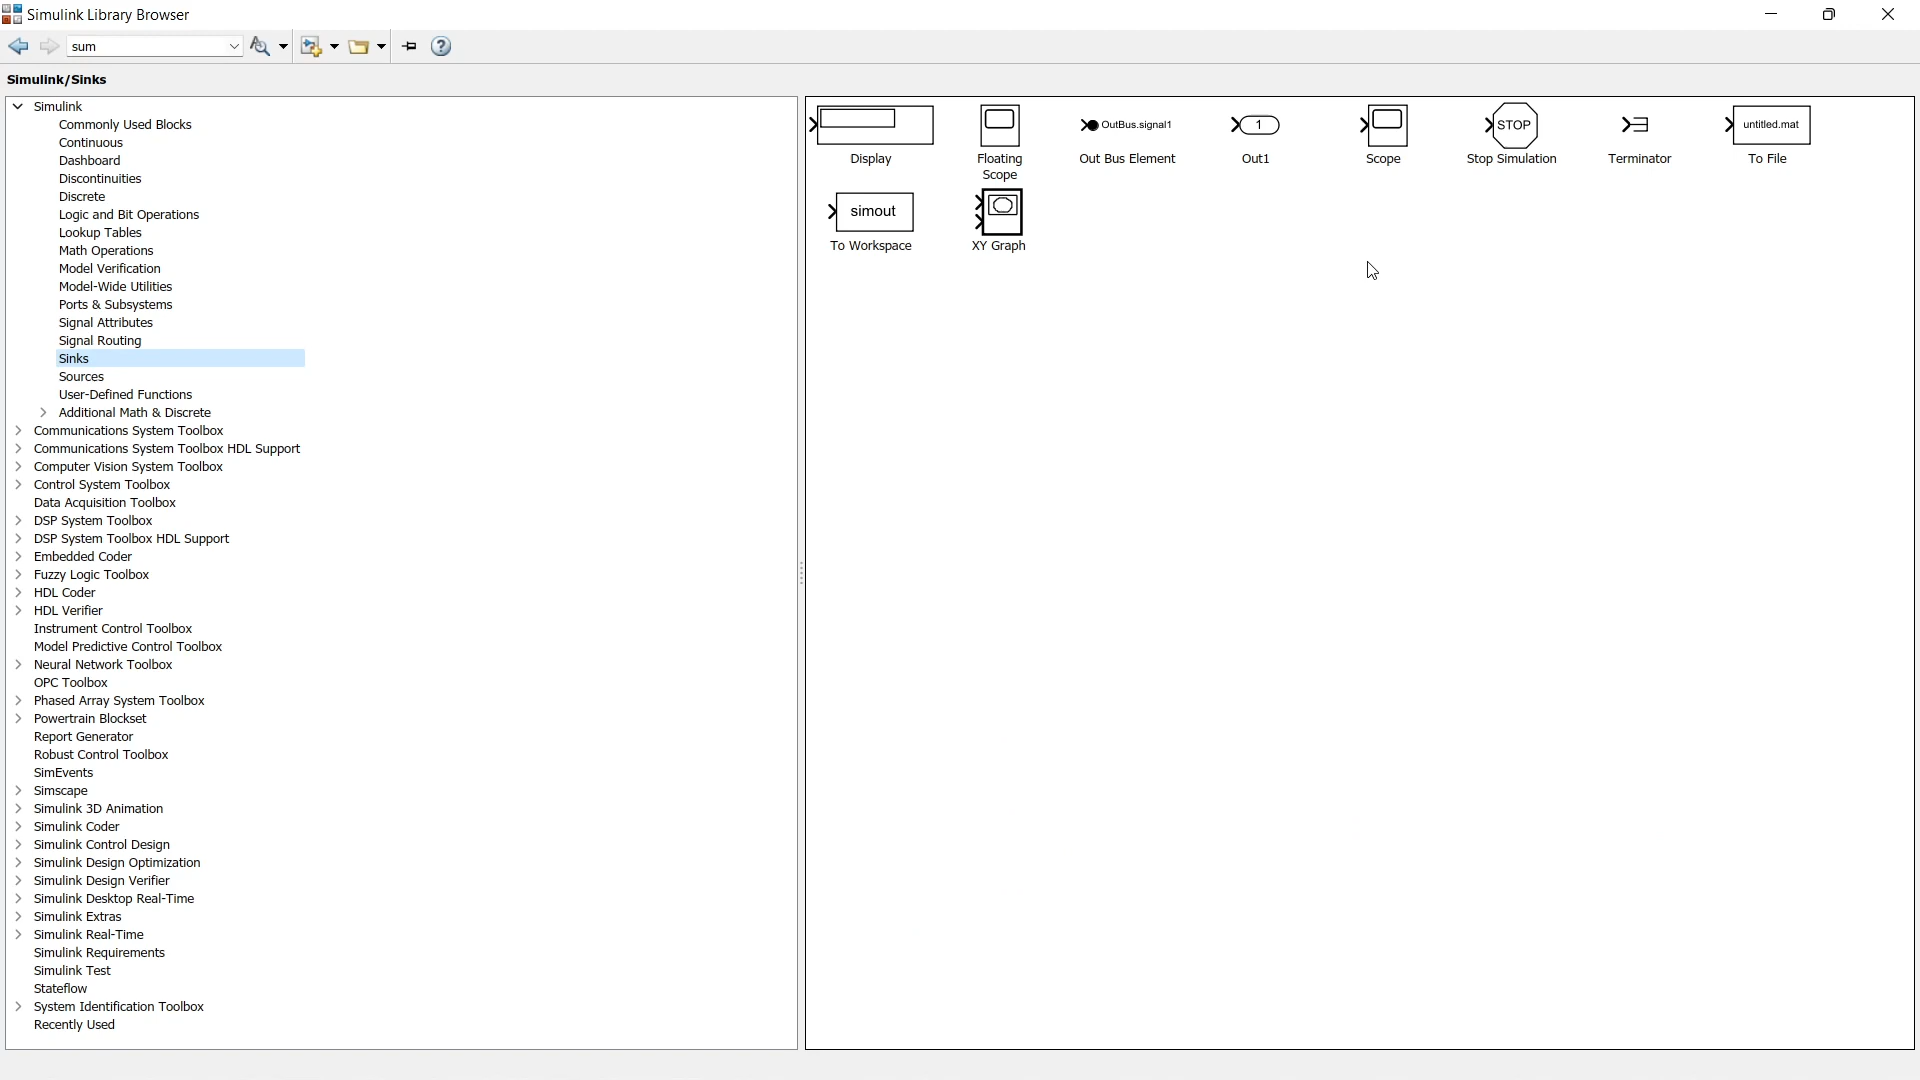 Simulink Library Browser
sum
Simulink/Sinks
Simulink
Commonly Used Blocks
Continuous
Dashboard
Discontinuities
Discrete
Logic and Bit Operations
Lookup Tables
Math Operations
Model Verification
Model-Wide Utilities
Ports & Subsystems
Signal Attributes
Signal Routing
Sinks
Sources
User-Defined Functions
Additional Math & Discrete
Communications System Toolbox
Communications System Toolbox HDL Support
Computer Vision System Toolbox
Control System Toolbox
Data Acquisition Toolbox
DSP System Toolbox
DSP System Toolbox HDL Support
Embedded Coder
Fuzzy Logic Toolbox
HDL Coder
HDL Verifier
Instrument Control Toolbox
Model Predictive Control Toolbox
Neural Network Toolbox
OPC Toolbox
Phased Array System Toolbox
Powertrain Blockset
Report Generator
Robust Control Toolbox
SimEvents
Simscape
Simulink 3D Animation
Simulink Coder
Simulink Control Design
Simulink Design Optimization
Simulink Design Verifier
Simulink Desktop Real-Time
Simulink Extras
Simulink Real-Time
Simulink Requirements
Simulink Test
Stateflow
System Identification Toolbox
Recently Used
OutBus.signal1 1 STOP untitled.mat
Display Floating Scope Out Bus Element Out1 Scope Stop Simulation Terminator To File
simout
To Workspace XY Graph